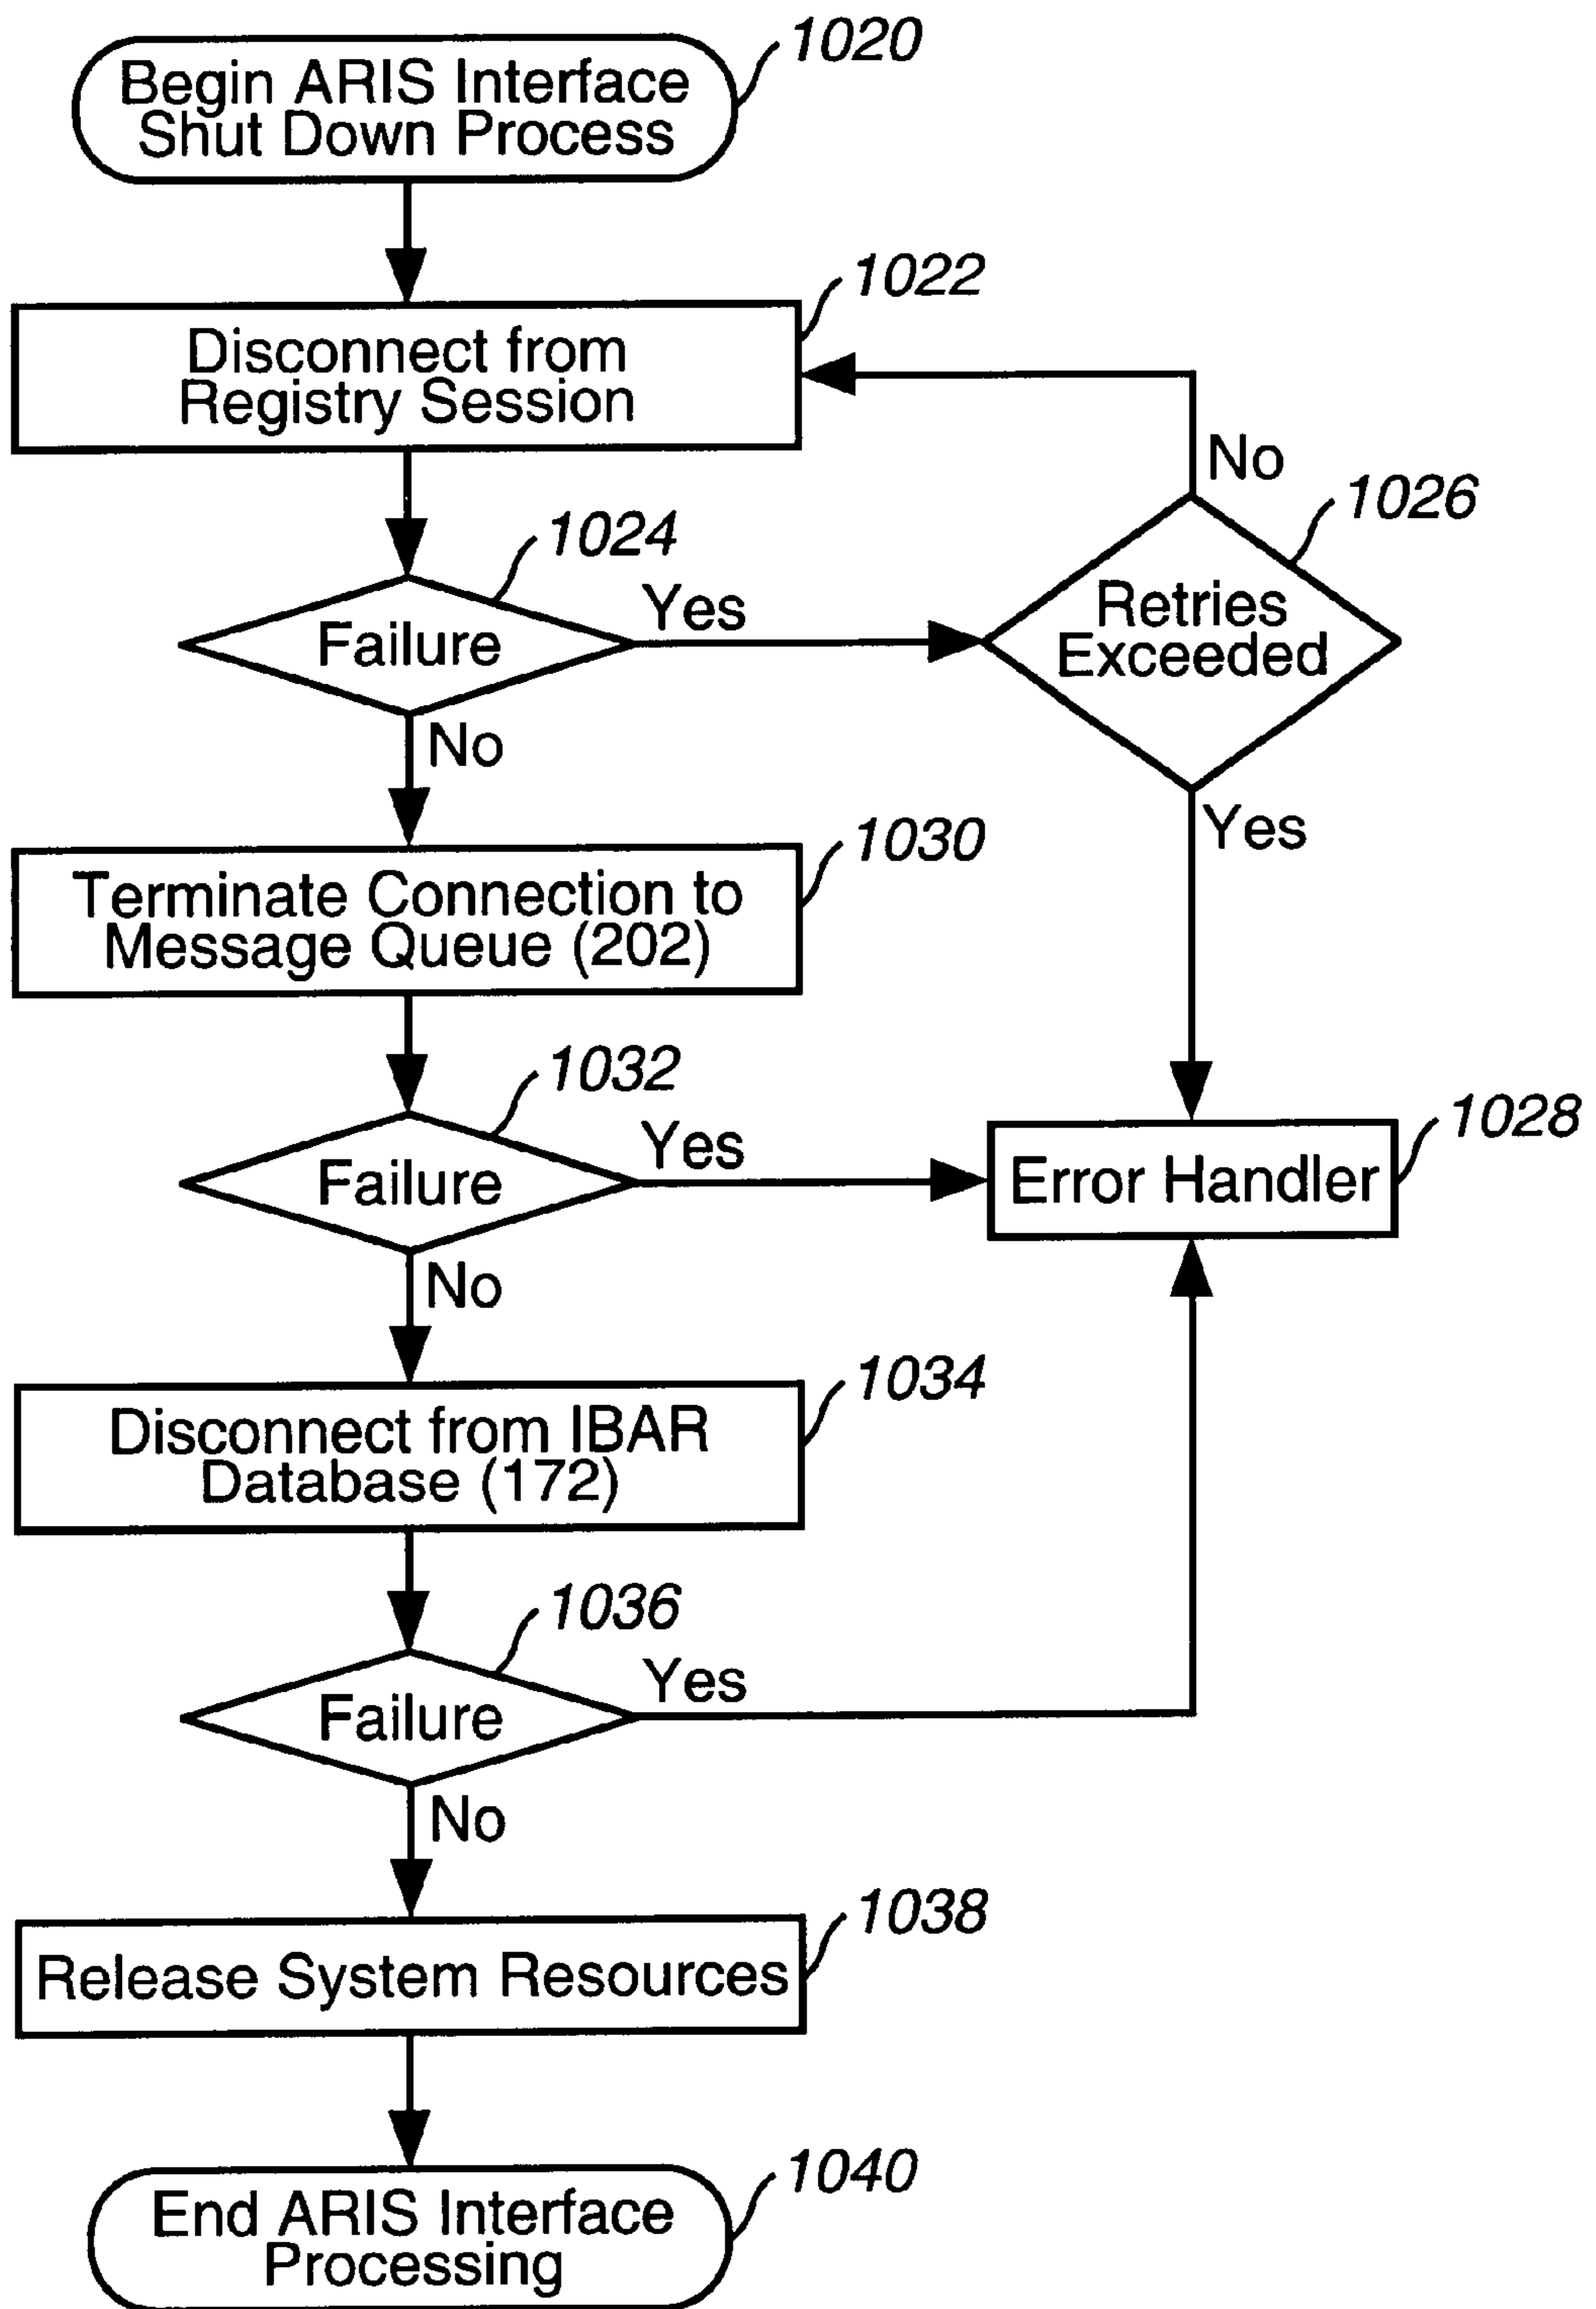 1020
Begin ARIS Interface
Shut Down Process
1022
Disconnect from
Registry Session
No
1026
1024
Yes
Failure
Retries
Exceeded
No
Yes
1030
Terminate Connection to
Message Queue (202)
1032
Yes
Failure
1028
Error Handler
No
1034
Disconnect from IBAR
Database (172)
1036
Yes
Failure
No
1038
Release System Resources
1040
End ARIS Interface
Processing